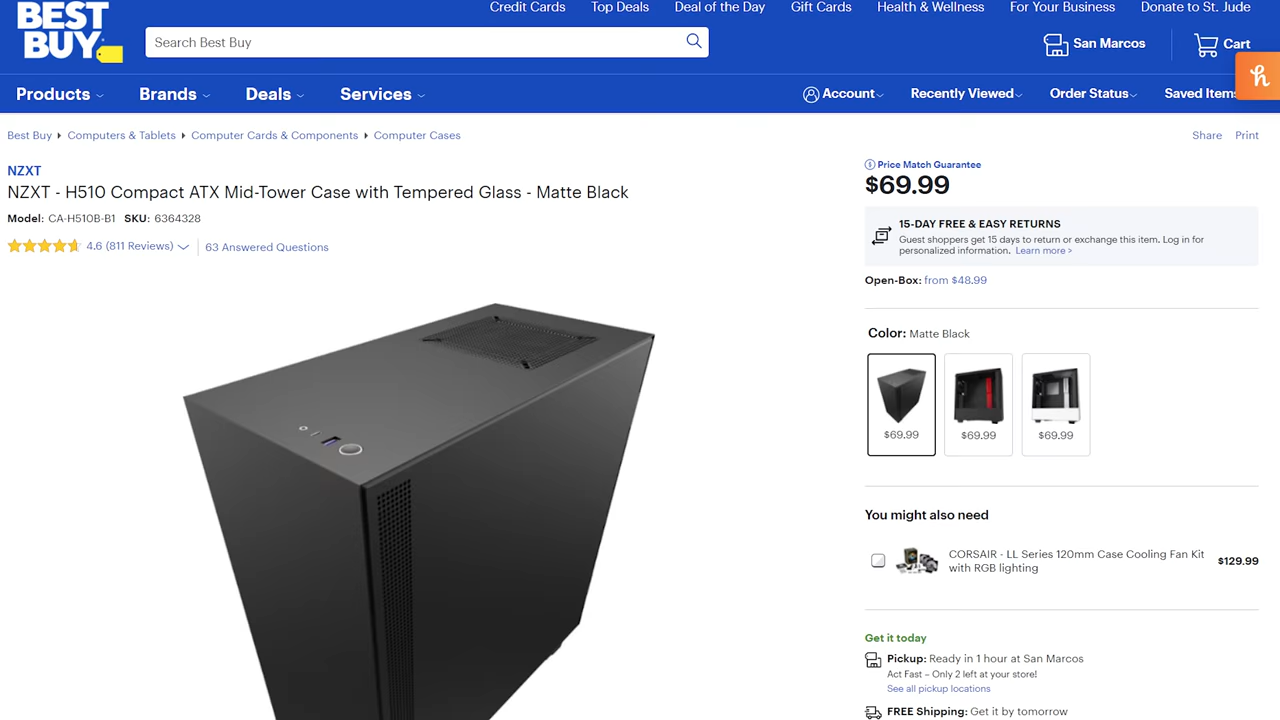 BEST
BUY
Credit Cards Top Deals Deal of the Day Gift Cards Health & Wellness For Your Business Donate to St. Jude
Search Best Buy
San Marcos
Cart
Products Brands Deals Services
Account Recently Viewed Order Status Saved Items
Best Buy Computers & Tablets Computer Cards & Components Computer Cases
Share Print
NZXT
NZXT - H510 Compact ATX Mid-Tower Case with Tempered Glass - Matte Black
Model: CA-H510B-B1 SKU: 6364328
4.6 (811 Reviews) 63 Answered Questions
Price Match Guarantee
$69.99
15-DAY FREE & EASY RETURNS
Guest shoppers get 15 days to return or exchange this item. Log in for
personalized information. Learn more >
Open-Box: from $48.99
Color: Matte Black
$69.99 $69.99 $69.99
You might also need
CORSAIR - LL Series 120mm Case Cooling Fan Kit
with RGB lighting
$129.99
Get it today
Pickup: Ready in 1 hour at San Marcos
Act Fast – Only 2 left at your store!
See all pickup locations
FREE Shipping: Get it by tomorrow